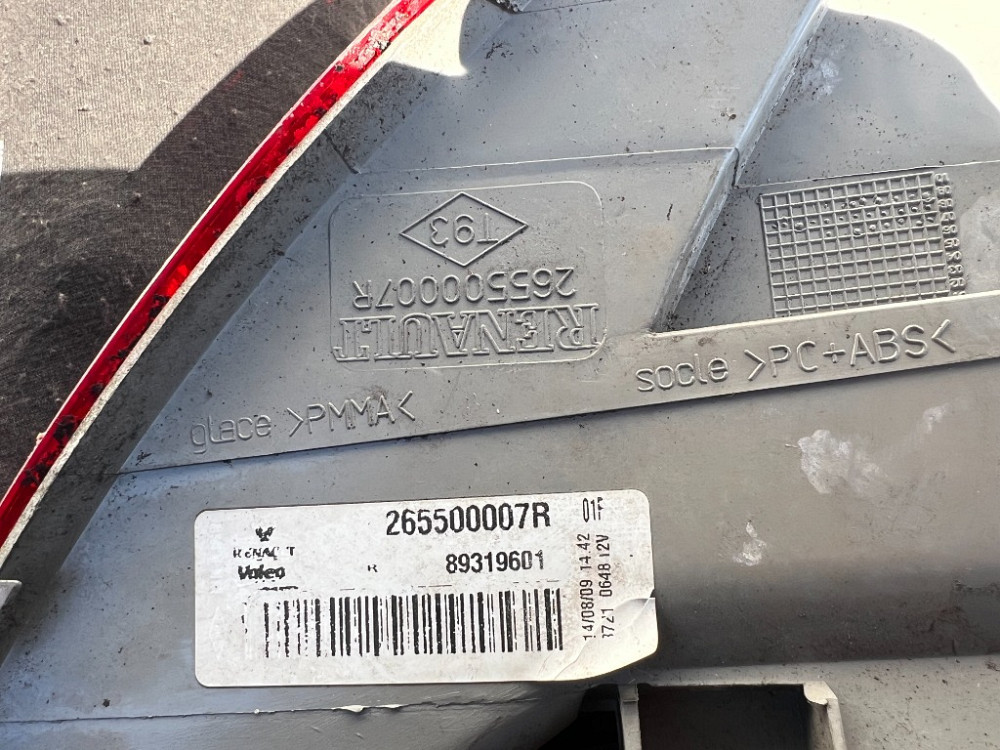 T93
265500007R
RENAULT
glace >PMMA<
socle >PC+ABS<
265500007R
Valeo
R
89319601
01F
14/08/09 14.42
0648 12V